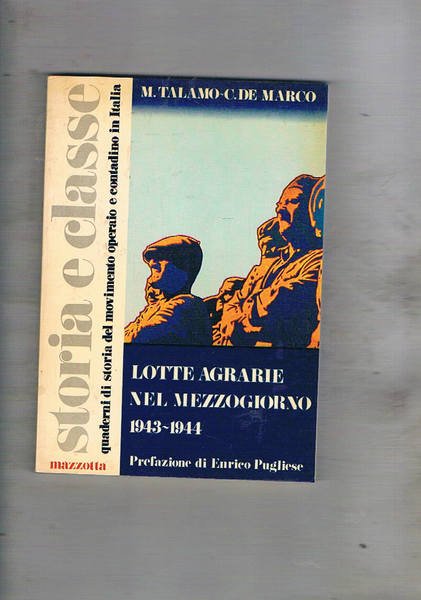 storia e classe
quaderni di storia del movimento operaio e contadino in Italia
mazzotta
M. TALAMO~C. DE MARCO
LOTTE AGRARIE
NEL MEZZOGIORNO
1943~1944
Prefazione di Enrico Pugliese